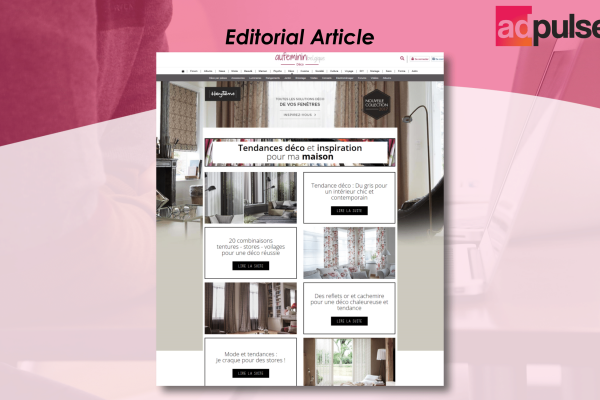 Editorial Article
adpulse
aufeminin
TOUTES LES SOLUTIONS DÉCO
DE VOS FENÊTRES
INSPIREZ-VOUS >
NOUVELLE
COLLECTION
Tendances déco et inspiration
pour ma maison
Tendance déco : Du gris pour
un intérieur chic et
contemporain
LIRE LA SUITE
20 combinaisons
tentures - stores - voilages
pour une déco réussie
LIRE LA SUITE
Des reflets or et cachemire
pour une déco chaleureuse et
tendance
LIRE LA SUITE
Mode et tendances :
je craque pour des stores !
LIRE LA SUITE